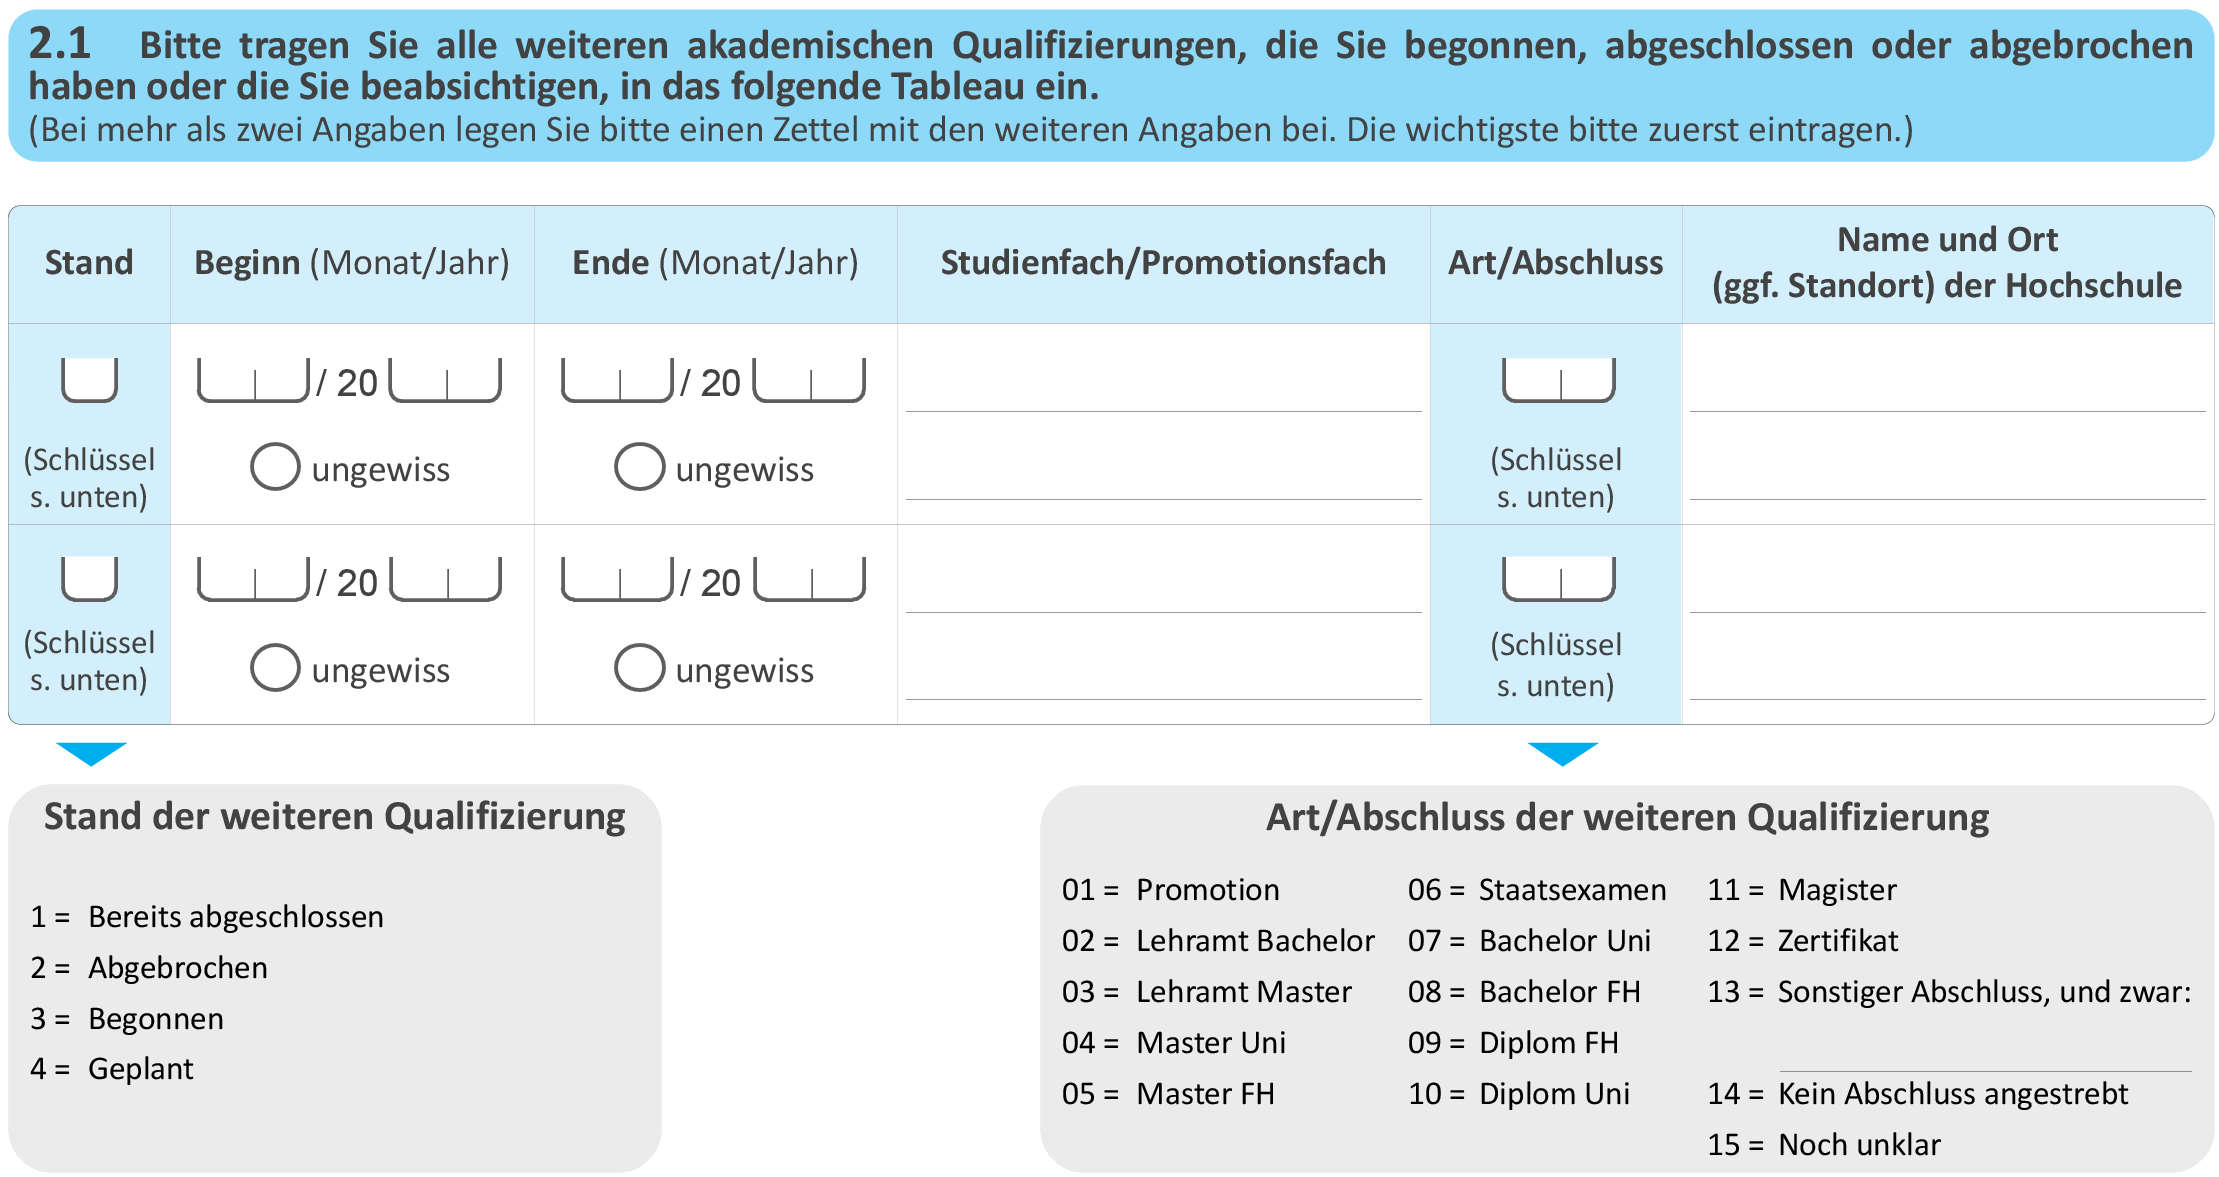 2.1 Bitte tragen Sie alle weiteren akademischen Qualifizierungen, die Sie begonnen, abgeschlossen oder abgebrochen
haben oder die Sie beabsichtigen, in das folgende Tableau ein.
(Bei mehr als zwei Angaben legen Sie bitte einen Zettel mit den weiteren Angaben bei. Die wichtigste bitte zuerst eintragen.)
Stand
Beginn (Monat/Jahr)
Ende (Monat/Jahr)
Studienfach/Promotionsfach
Art/Abschluss
Name und Ort
(ggf. Standort) der Hochschule
/ 20
/ 20
(Schlüssel
s. unten)
ungewiss
ungewiss
(Schlüssel
s. unten)
/ 20
/ 20
(Schlüssel
s. unten)
ungewiss
ungewiss
(Schlüssel
s. unten)
Stand der weiteren Qualifizierung
1 = Bereits abgeschlossen
2 = Abgebrochen
3 = Begonnen
4 = Geplant
Art/Abschluss der weiteren Qualifizierung
01 = Promotion
02 = Lehramt Bachelor
03 = Lehramt Master
04 = Master Uni
05 = Master FH
06 = Staatsexamen
07 = Bachelor Uni
08 = Bachelor FH
09 = Diplom FH
10 = Diplom Uni
11 = Magister
12 = Zertifikat
13 = Sonstiger Abschluss, und zwar:
14 = Kein Abschluss angestrebt
15 = Noch unklar